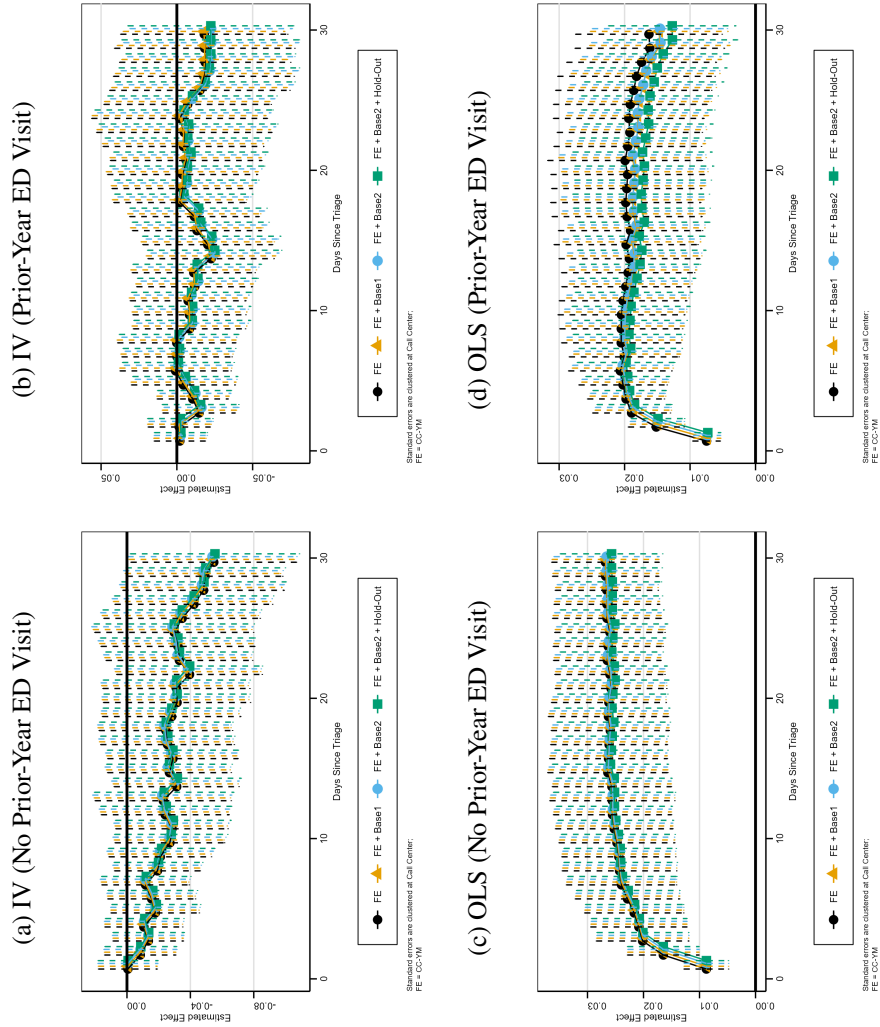 (a) IV (No Prior-Year ED Visit)
Estimated Effect
0.00
-0.04
-0.08
0 10 20 30
Days Since Triage
FE FE + Base1 FE + Base2 FE + Base2 + Hold-Out
Standard errors are clustered at Call Center;
FE = CC-YM
(b) IV (Prior-Year ED Visit)
Estimated Effect
0.05
0.00
-0.05
0 10 20 30
Days Since Triage
FE FE + Base1 FE + Base2 FE + Base2 + Hold-Out
Standard errors are clustered at Call Center;
FE = CC-YM
(c) OLS (No Prior-Year ED Visit)
Estimated Effect
0.03
0.02
0.01
0.00
0 10 20 30
Days Since Triage
FE FE + Base1 FE + Base2 FE + Base2 + Hold-Out
Standard errors are clustered at Call Center;
FE = CC-YM
(d) OLS (Prior-Year ED Visit)
Estimated Effect
0.03
0.02
0.01
0.00
0 10 20 30
Days Since Triage
FE FE + Base1 FE + Base2 FE + Base2 + Hold-Out
Standard errors are clustered at Call Center;
FE = CC-YM